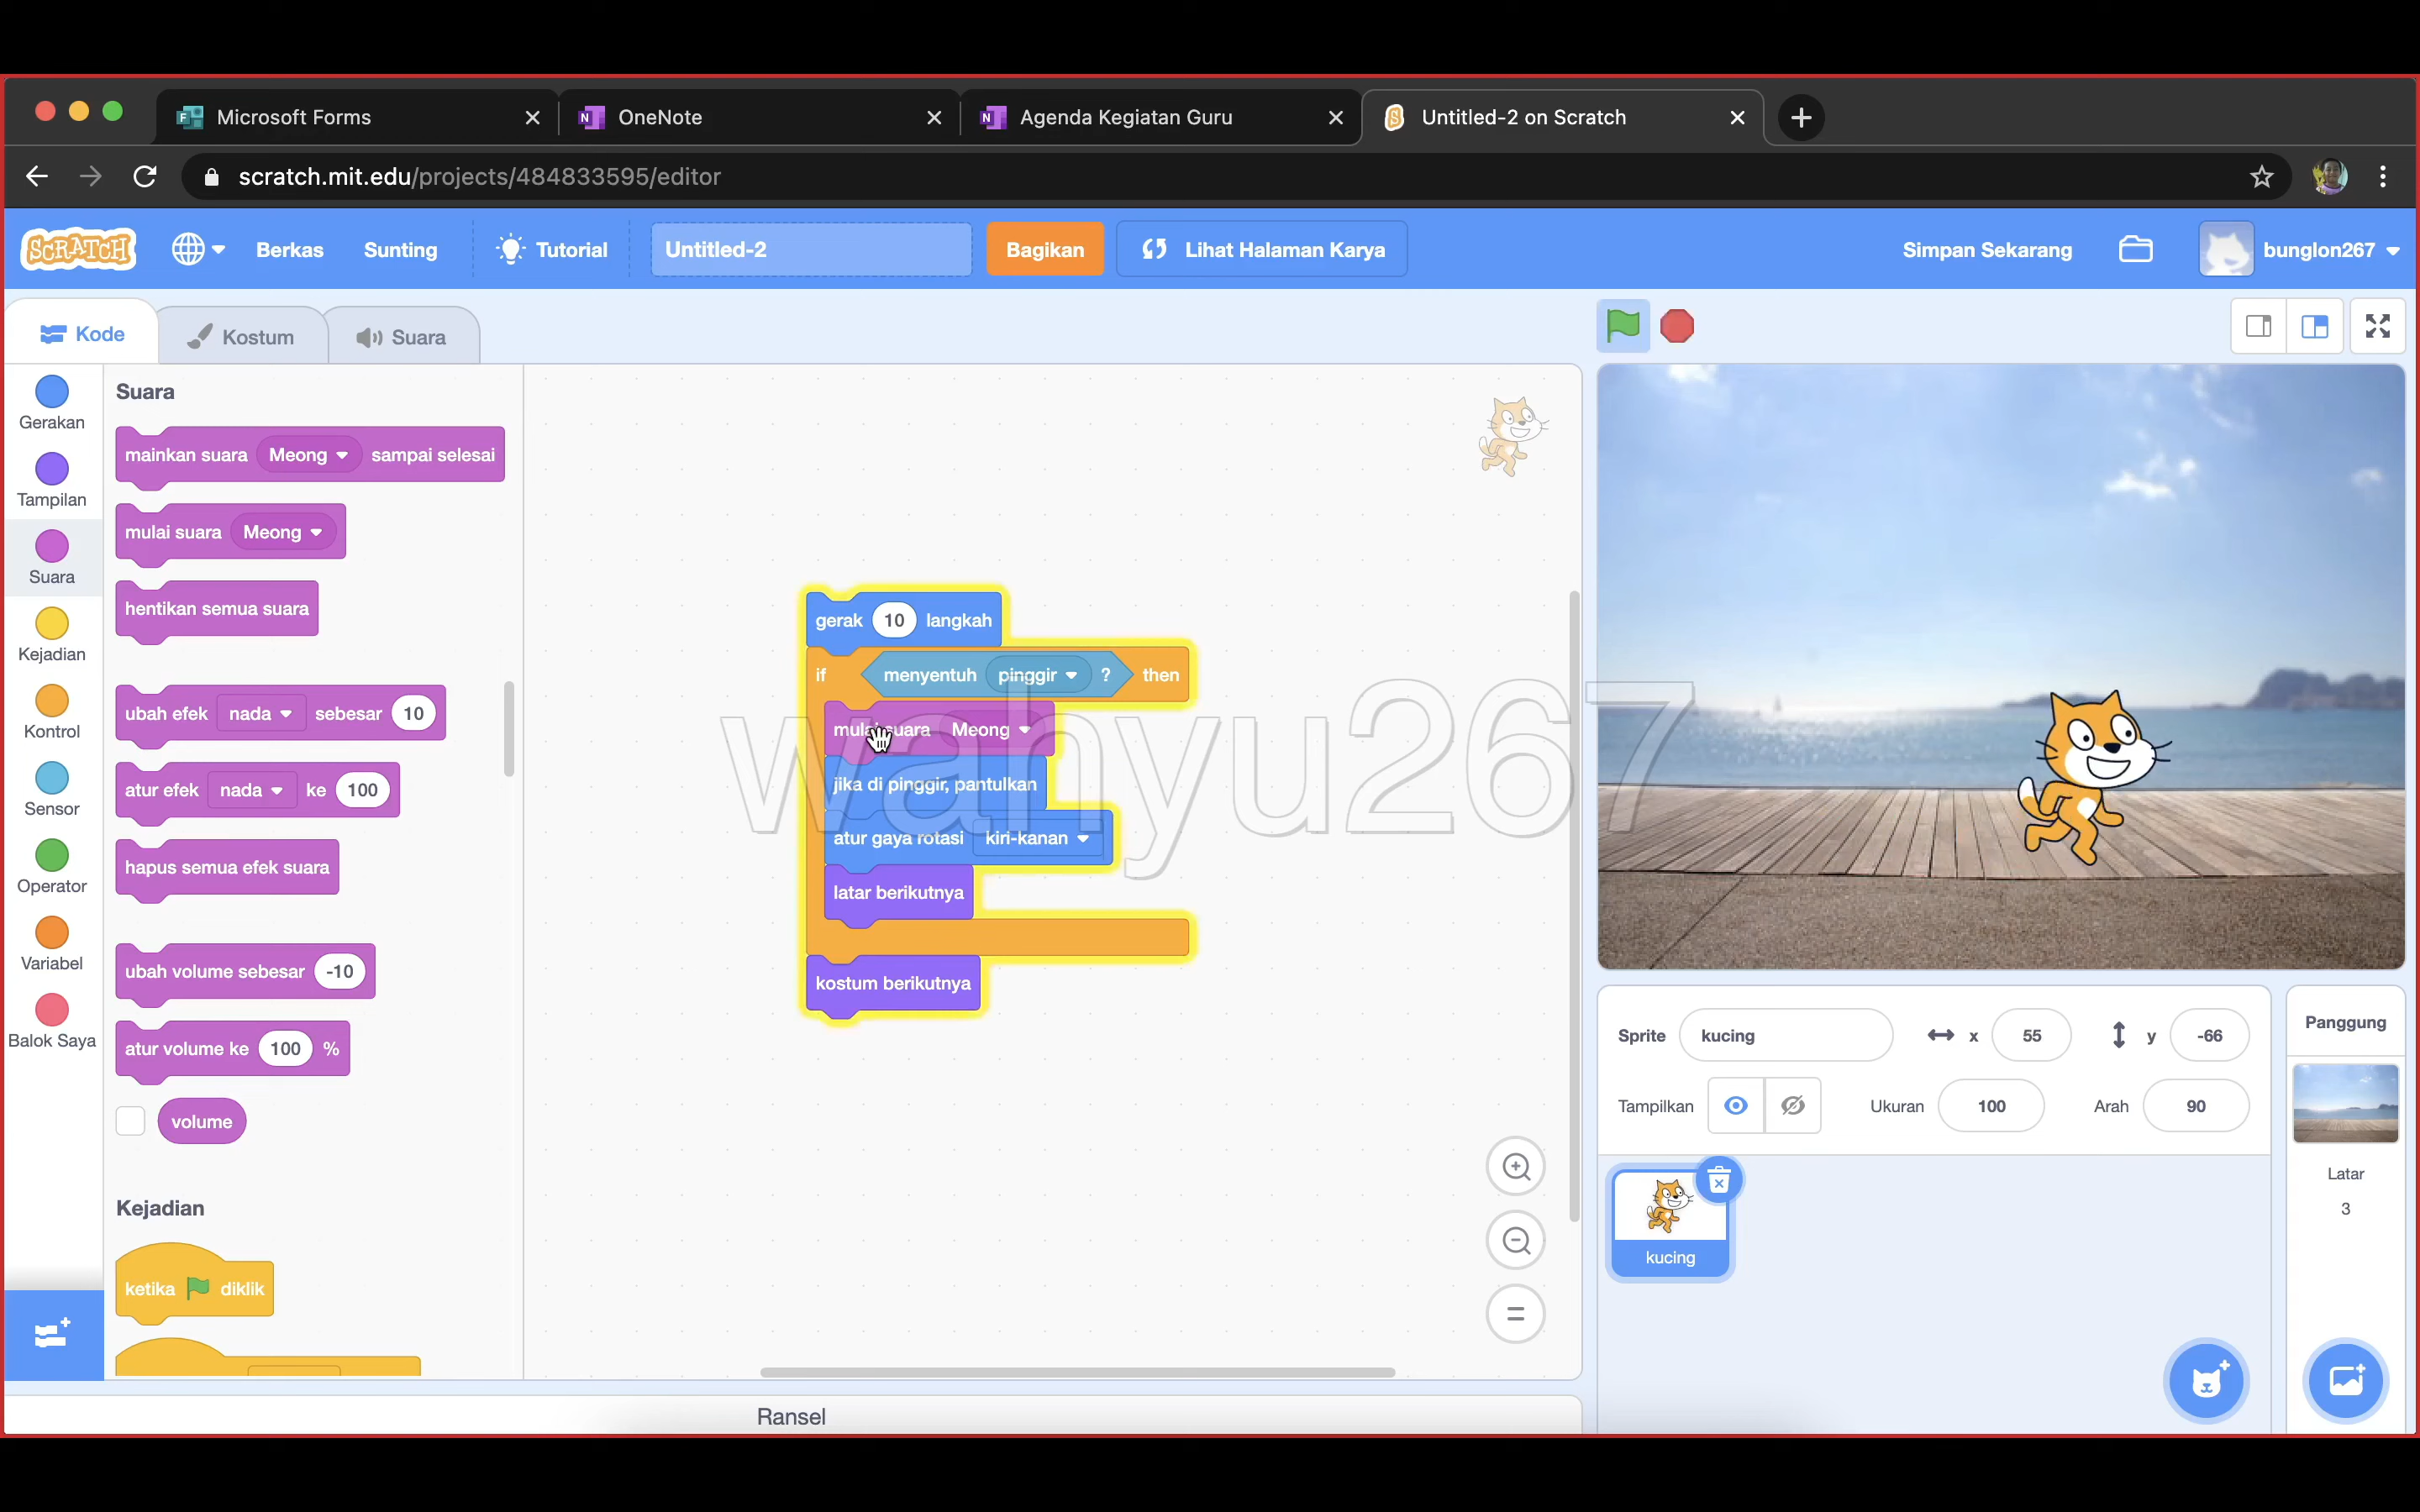 Microsoft Forms
OneNote
Agenda Kegiatan Guru
Untitled-2 on Scratch
scratch.mit.edu/projects/484833595/editor
SCRATCH
Berkas
Sunting
Tutorial
Untitled-2
Bagikan
Lihat Halaman Karya
Simpan Sekarang
bunglon267
Kode
Kostum
Suara
Gerakan
Tampilan
Suara
Kejadian
Kontrol
Sensor
Operator
Variabel
Balok Saya
Suara
mainkan suara Meong sampai selesai
mulai suara Meong
hentikan semua suara
ubah efek nada sebesar 10
atur efek nada ke 100
hapus semua efek suara
ubah volume sebesar -10
atur volume ke 100 %
volume
Kejadian
ketika diklik
gerak 10 langkah
if menyentuh pinggir ? then
mulai suara Meong
jika di pinggir, pantulkan
atur gaya rotasi kiri-kanan
latar berikutnya
kostum berikutnya
wahyu267
Ransel
Sprite kucing x 55 y -66
Tampilkan Ukuran 100 Arah 90
kucing
Panggung
Latar
3